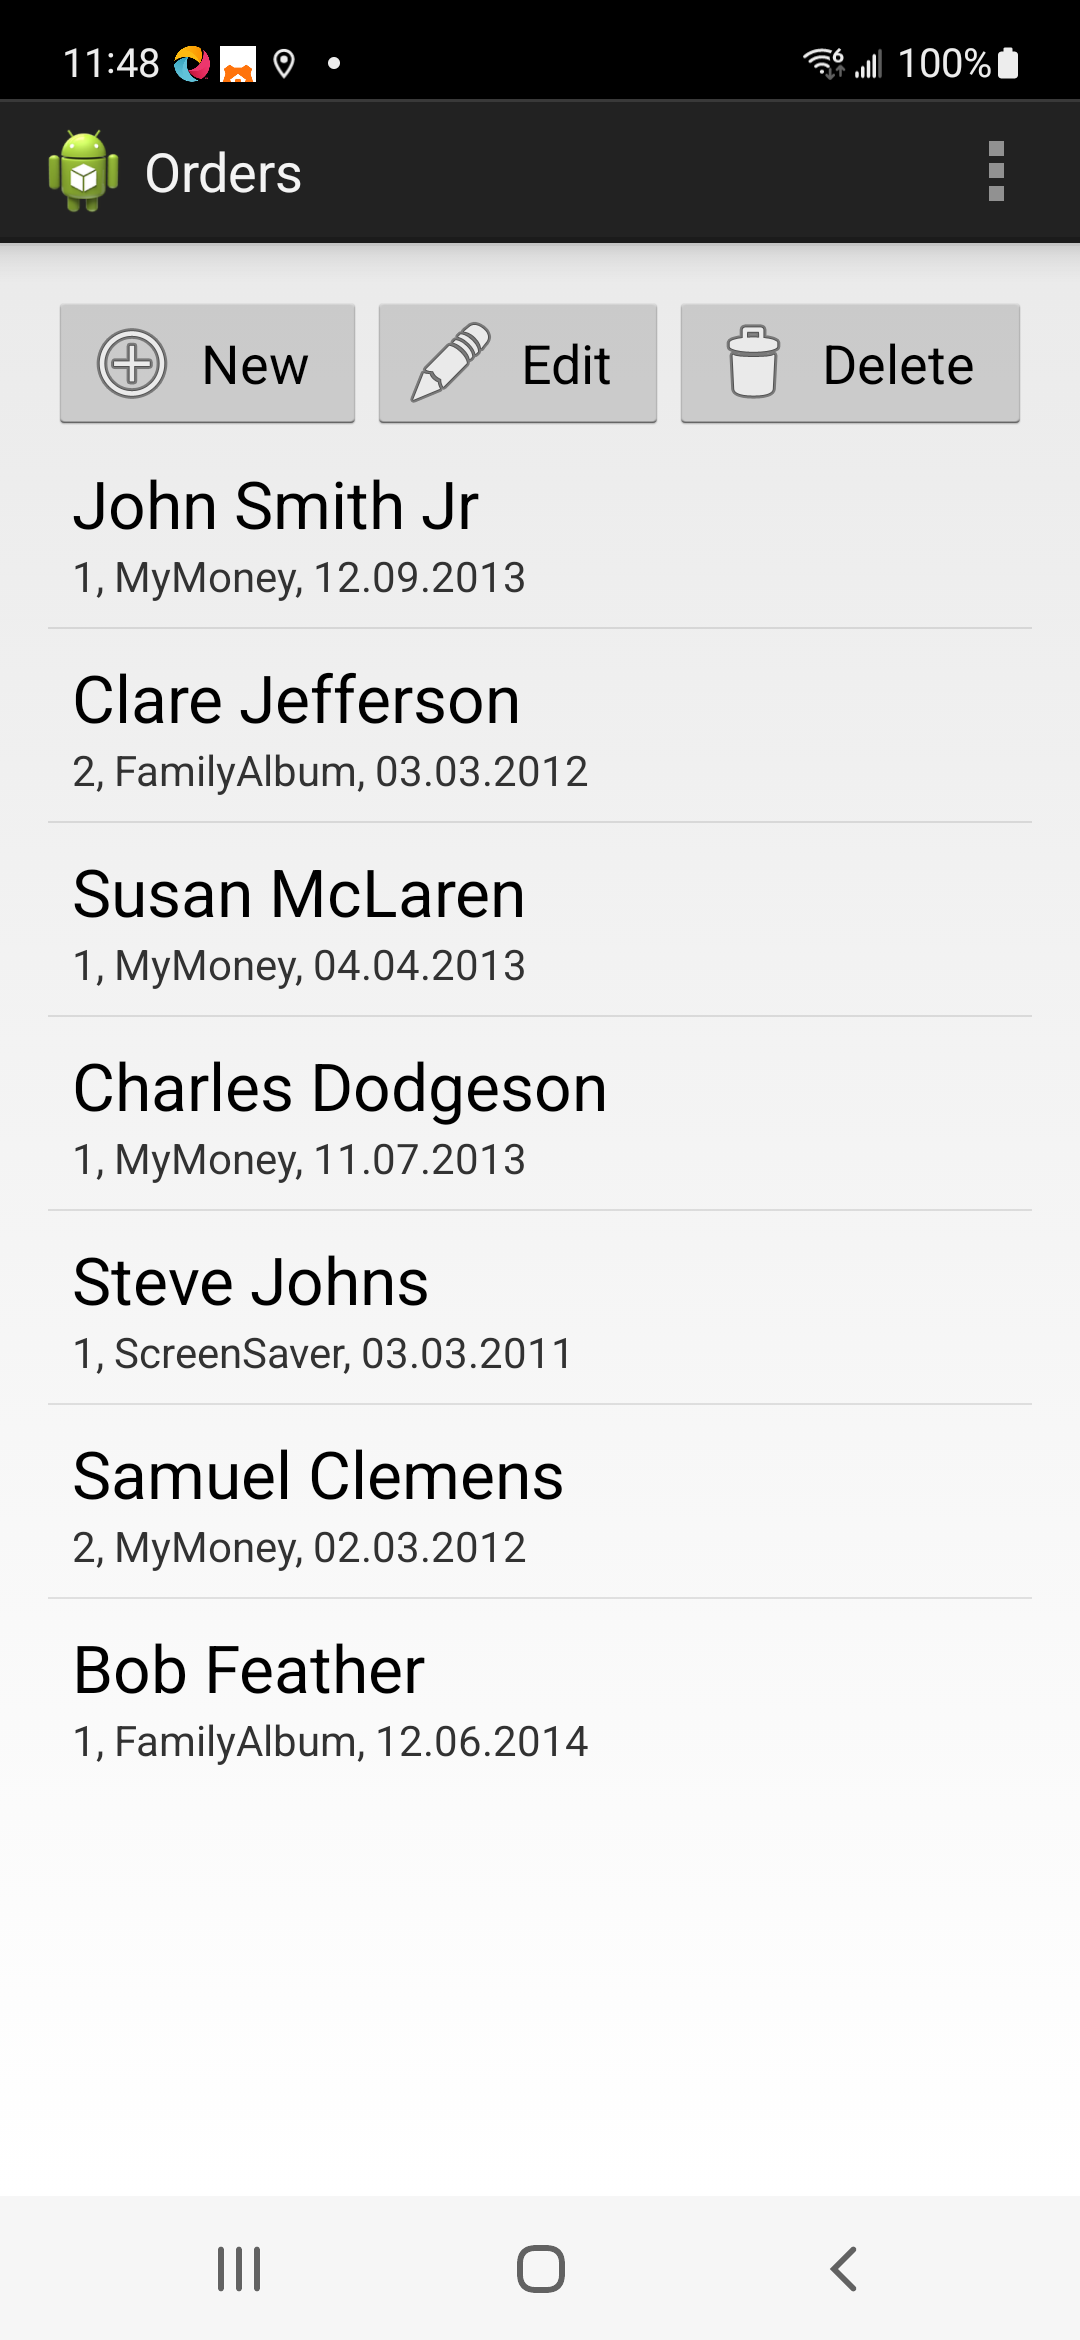 11:48
6 100%
Orders
New Edit Delete
John Smith Jr
1, MyMoney, 12.09.2013
Clare Jefferson
2, FamilyAlbum, 03.03.2012
Susan McLaren
1, MyMoney, 04.04.2013
Charles Dodgeson
1, MyMoney, 11.07.2013
Steve Johns
1, ScreenSaver, 03.03.2011
Samuel Clemens
2, MyMoney, 02.03.2012
Bob Feather
1, FamilyAlbum, 12.06.2014